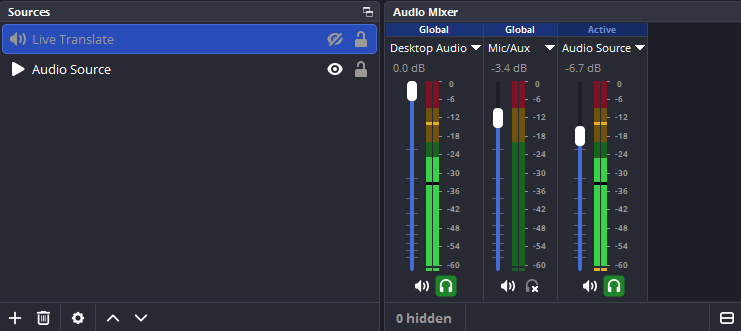 Sources
Live Translate
Audio Source
Audio Mixer
Global Global Active
Desktop Audio Mic/Aux Audio Source
0.0 dB -3.4 dB -6.7 dB
0 0 0
-6 -6 -6
-12 -12 -12
-18 -18 -18
-24 -24 -24
-30 -30 -30
-36 -36 -36
-42 -42 -42
-48 -48 -48
-54 -54 -54
-60 -60 -60
0 hidden